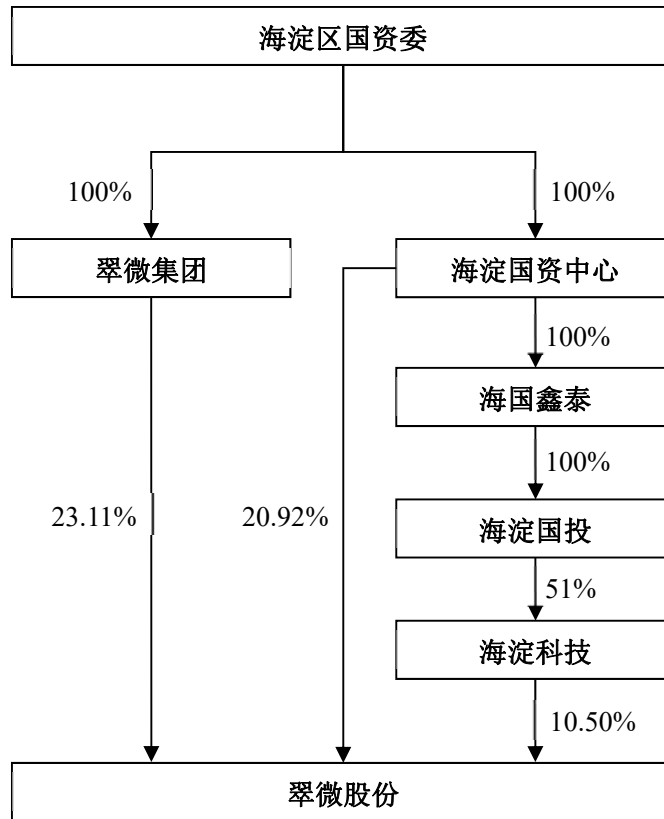 海淀区国资委
100%
100%
翠微集团
海淀国资中心
100%
海国鑫泰
100%
23.11%
20.92%
海淀国投
51%
海淀科技
10.50%
翠微股份